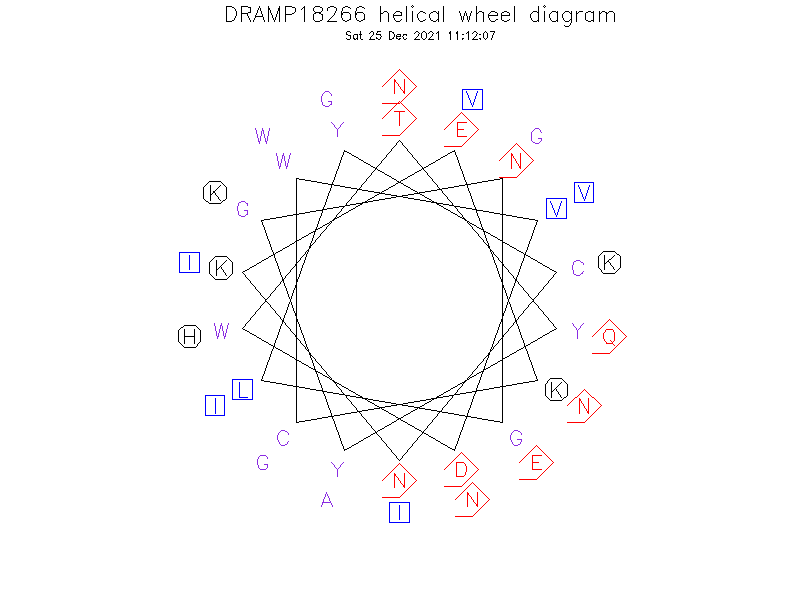 DRAMP18266 helical wheel diagram
Sat 25 Dec 2021 11:12:07
N
G V
T
Y E G
W W N
K V
G V
I K C K
H W Y Q
I L K N
C G
G E
Y N D
A N
I